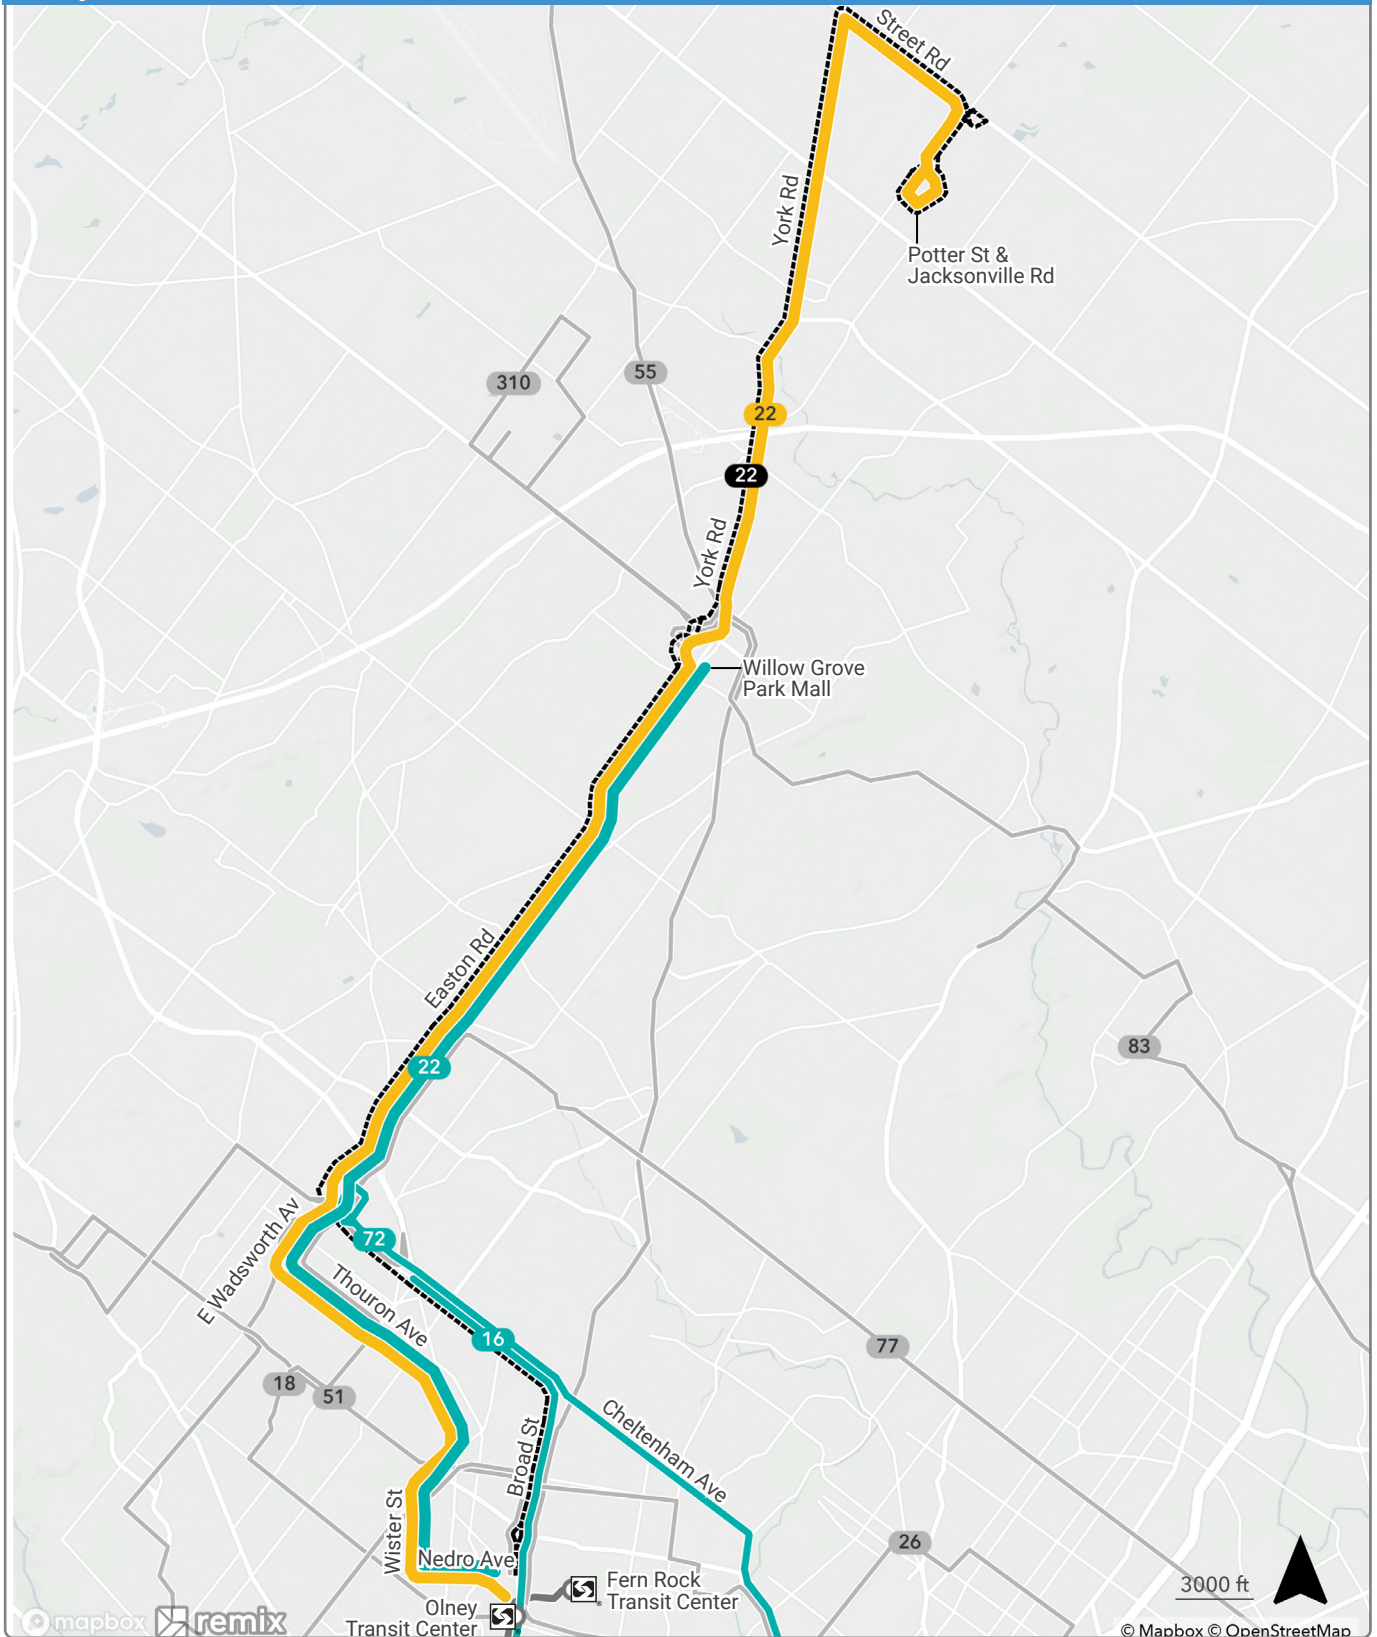 Street Rd
York Rd
Potter St &
Jacksonville Rd
310
55
22
22
York Rd
Willow Grove
Park Mall
Easton Rd
22
83
E Wadsworth Av
72
Thouron Ave
16
77
18
51
Cheltenham Ave
Broad St
Wister St
26
Nedro Ave
Fern Rock
Transit Center
3000 ft
Olney
Transit Center
mapbox
remix
© Mapbox © OpenStreetMap